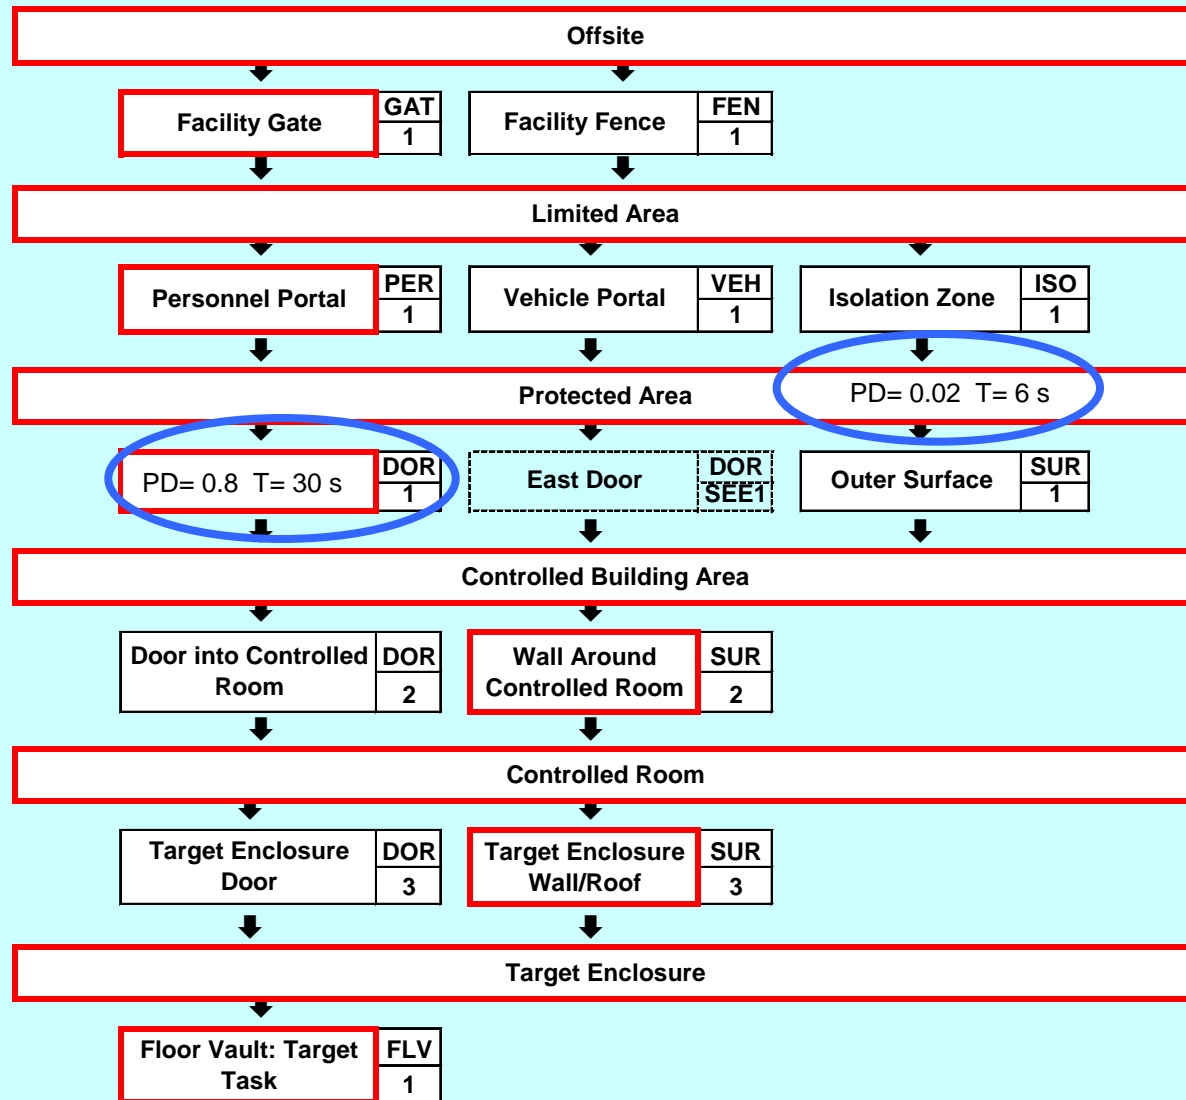 Offsite
Facility Gate
GAT
1
Facility Fence
FEN
1
Limited Area
Personnel Portal
PER
1
Vehicle Portal
VEH
1
Isolation Zone
ISO
1
Protected Area
PD= 0.02 T= 6 s
PD= 0.8 T= 30 s
DOR
1
East Door
DOR
SEE1
Outer Surface
SUR
1
Controlled Building Area
Door into Controlled
Room
DOR
2
Wall Around
Controlled Room
SUR
2
Controlled Room
Target Enclosure
Door
DOR
3
Target Enclosure
Wall/Roof
SUR
3
Target Enclosure
Floor Vault: Target
Task
FLV
1